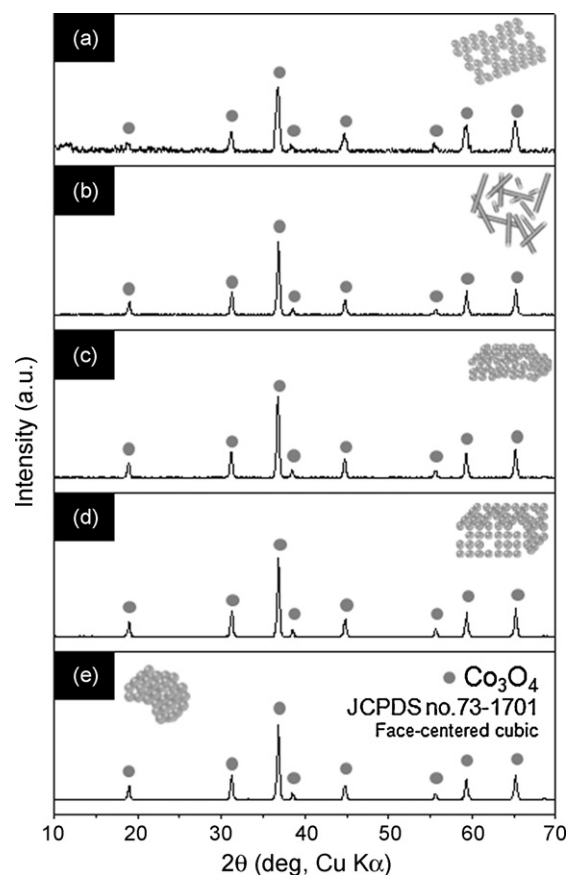 (a)
(b)
(c)
(d)
(e)
Co₃O₄
JCPDS no.73-1701
Face-centered cubic
Intensity (a.u.)
10 20 30 40 50 60 70
2θ (deg, Cu Kα)